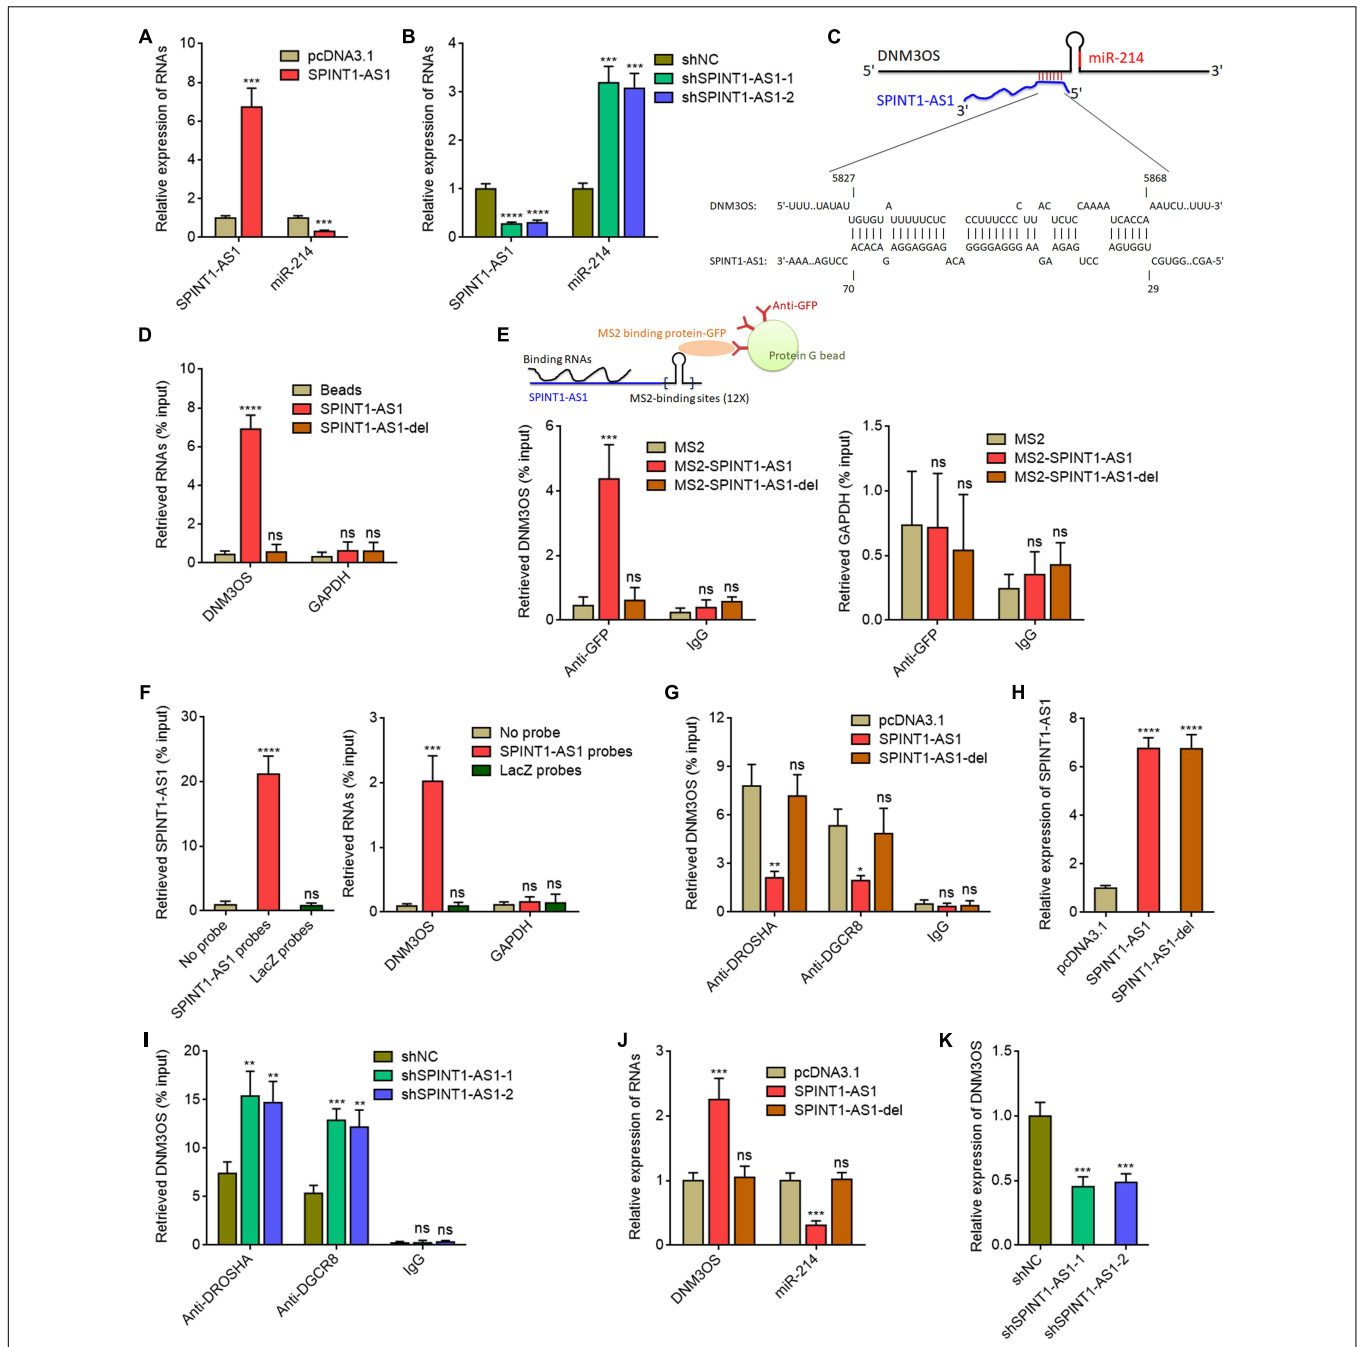 A
Relative expression of RNAs
10
8
6
4
2
0
pcDNA3.1
SPINT1-AS1
***
***
SPINT1-AS1
miR-214
B
Relative expression of RNAs
4
3
2
1
0
shNC
shSPINT1-AS1-1
shSPINT1-AS1-2
****
****
***
***
SPINT1-AS1
miR-214
C
DNM3OS
miR-214
5'
3'
SPINT1-AS1
3'
5'
5827
5868
DNM3OS: 5'-UUU..UAUAU A C AC CAAAA AAUCU..UUU-3'
UGUGU UUUUUCUC CCUUUCCC UU UCUC UCACCA
ACACA AGGAGGAG GGGGAGGG AA AGAG AGUGGU
SPINT1-AS1: 3'-AAA..AGUCC G ACA GA UCC CGUGG..CGA-5'
70
29
D
Retrieved RNAs (% input)
10
8
6
4
2
0
Beads
SPINT1-AS1
SPINT1-AS1-del
****
ns
ns
ns
DNM3OS
GAPDH
E
Anti-GFP
MS2 binding protein-GFP
Protein G bead
Binding RNAs
SPINT1-AS1
MS2-binding sites (12X)
Retrieved DNM3OS (% input)
6
4
2
0
MS2
MS2-SPINT1-AS1
MS2-SPINT1-AS1-del
***
ns
ns
ns
Anti-GFP
IgG
Retrieved GAPDH (% input)
1.5
1.0
0.5
0.0
MS2
MS2-SPINT1-AS1
MS2-SPINT1-AS1-del
ns
ns
ns
ns
Anti-GFP
IgG
F
Retrieved SPINT1-AS1 (% input)
30
20
10
0
****
ns
No probe
SPINT1-AS1 probes
LacZ probes
Retrieved RNAs (% input)
3
2
1
0
No probe
SPINT1-AS1 probes
LacZ probes
***
ns
ns
ns
DNM3OS
GAPDH
G
Retrieved DNM3OS (% input)
12
9
6
3
0
pcDNA3.1
SPINT1-AS1
SPINT1-AS1-del
**
ns
*
ns
ns
ns
Anti-DROSHA
Anti-DGCR8
IgG
H
Relative expression of SPINT1-AS1
8
6
4
2
0
****
****
pcDNA3.1
SPINT1-AS1
SPINT1-AS1-del
I
Retrieved DNM3OS (% input)
20
15
10
5
0
shNC
shSPINT1-AS1-1
shSPINT1-AS1-2
**
**
***
**
ns
ns
Anti-DROSHA
Anti-DGCR8
IgG
J
Relative expression of RNAs
3
2
1
0
pcDNA3.1
SPINT1-AS1
SPINT1-AS1-del
***
ns
***
ns
DNM3OS
miR-214
K
Relative expression of DNM3OS
1.5
1.0
0.5
0.0
***
***
shNC
shSPINT1-AS1-1
shSPINT1-AS1-2